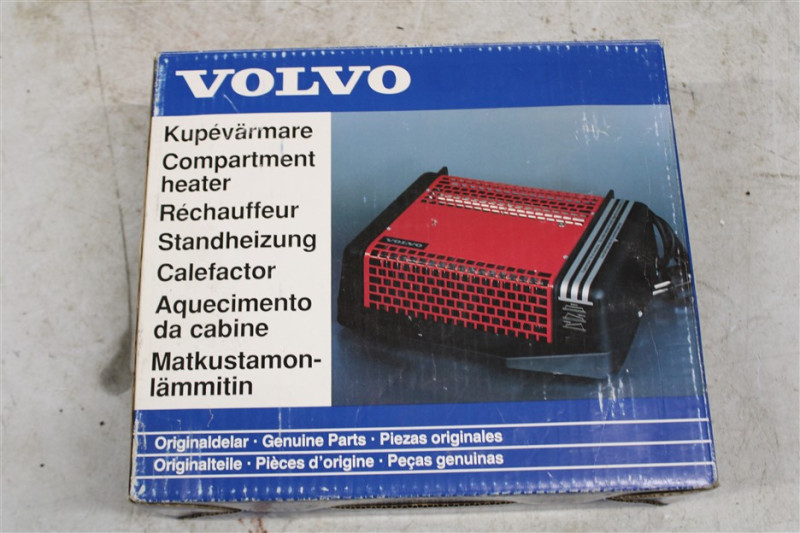 VOLVO
Kupévärmare
Compartment
heater
Réchauffeur
Standheizung
Calefactor
Aquecimento
da cabine
Matkustamon-
lämmitin
VOLVO
Originaldelar · Genuine Parts · Piezas originales
Originalteile · Pièces d'origine · Peças genuinas